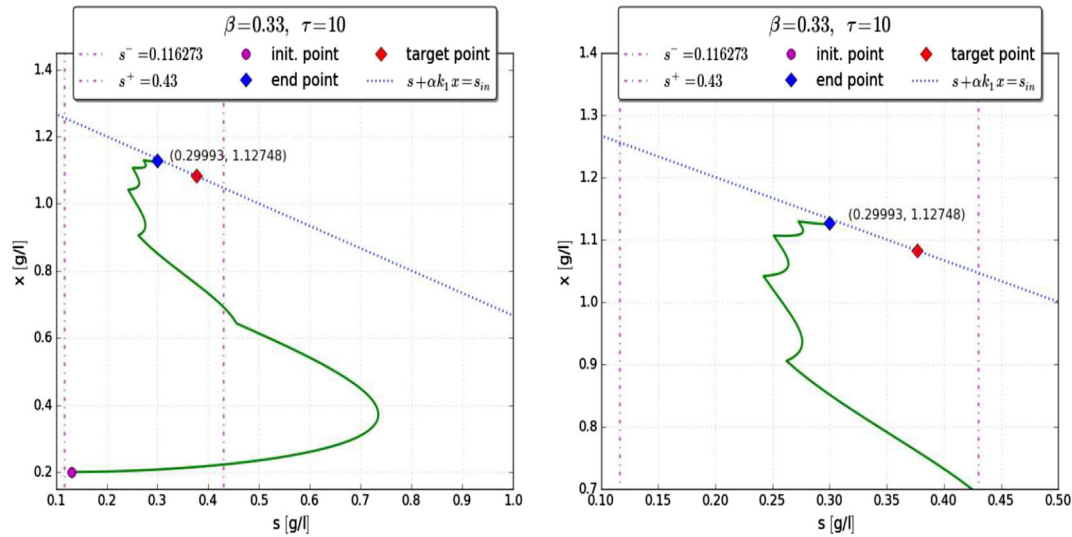 β=0.33, τ=10
s⁻=0.116273
s⁺=0.43
init. point
end point
target point
s+αk₁x=s_in
(0.29993, 1.12748)
x [g/l]
1.4
1.2
1.0
0.8
0.6
0.4
0.2
0.1 0.2 0.3 0.4 0.5 0.6 0.7 0.8 0.9 1.0
s [g/l]
β=0.33, τ=10
s⁻=0.116273
s⁺=0.43
init. point
end point
target point
s+αk₁x=s_in
(0.29993, 1.12748)
x [g/l]
1.4
1.3
1.2
1.1
1.0
0.9
0.8
0.7
0.10 0.15 0.20 0.25 0.30 0.35 0.40 0.45 0.50
s [g/l]